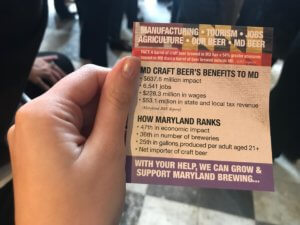 MANUFACTURING • TOURISM • JOBS
AGRICULTURE • OUR BEER • MD BEER
MD CRAFT BEER'S BENEFITS TO MD
• $637.6 million impact
• 6,541 jobs
• $228.3 million in wages
• $53.1 million in state and local tax revenue
HOW MARYLAND RANKS
• 47th in economic impact
• 36th in number of breweries
• 25th in gallons produced per adult aged 21+
• Net importer of craft beer
WITH YOUR HELP, WE CAN GROW &
SUPPORT MARYLAND BREWING...